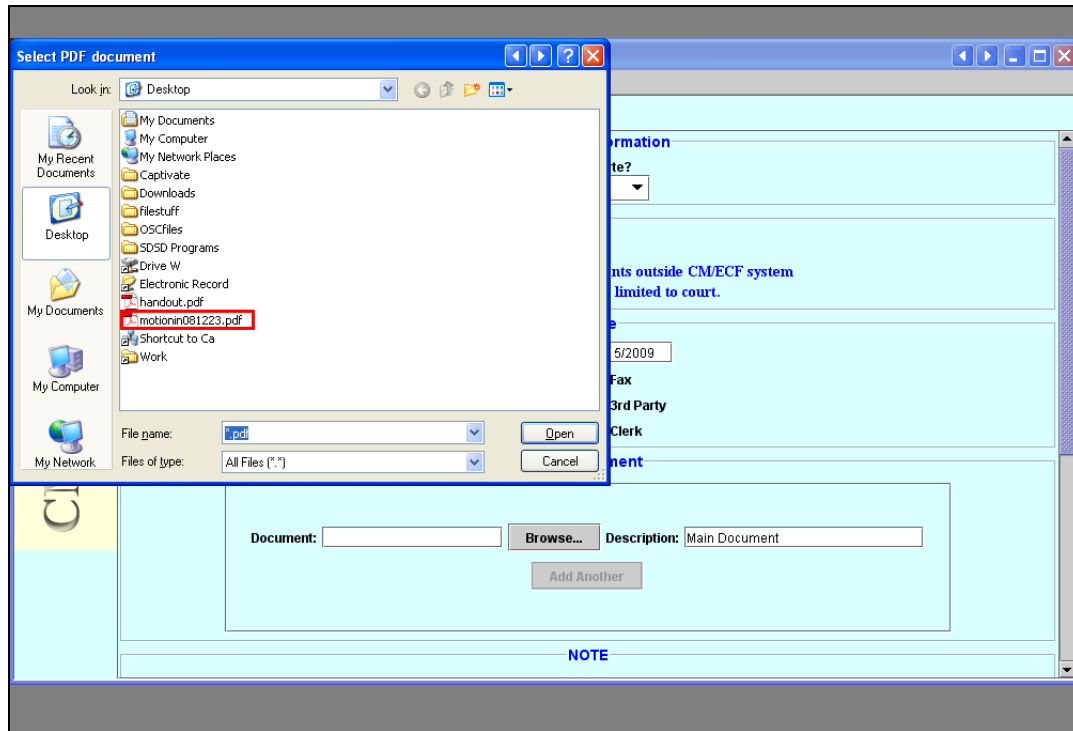 Select PDF document
Look in: Desktop
My Recent Documents
Desktop
My Documents
My Computer
My Network
My Documents
My Computer
My Network Places
Captivate
Downloads
filestuff
OSCfiles
SDSD Programs
Drive W
Electronic Record
handout.pdf
motionin081223.pdf
Shortcut to Ca
Work
File name: *.pdf Open
Files of type: All Files (*.*) Cancel
rmation
te?
nts outside CM/ECF system
limited to court.
e
5/2009
Fax
3rd Party
Clerk
ment
Document: Browse... Description: Main Document
Add Another
NOTE